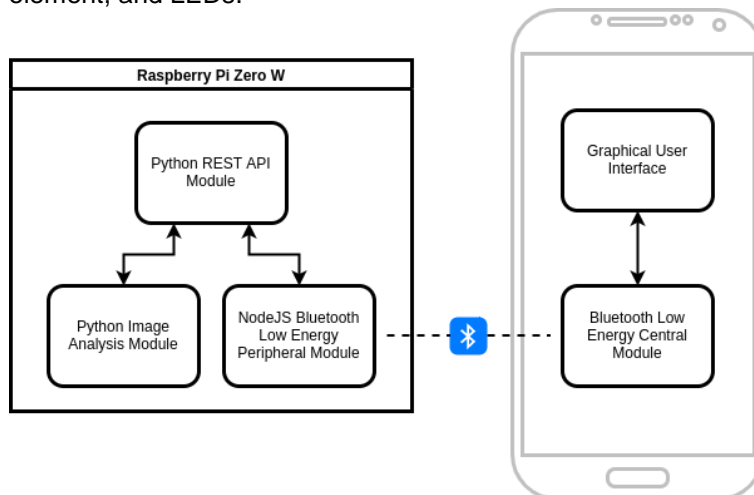 element, and LEDs.
Raspberry Pi Zero W
Python REST API
Module
Python Image
Analysis Module
NodeJS Bluetooth
Low Energy
Peripheral Module
Graphical User
Interface
Bluetooth Low
Energy Central
Module